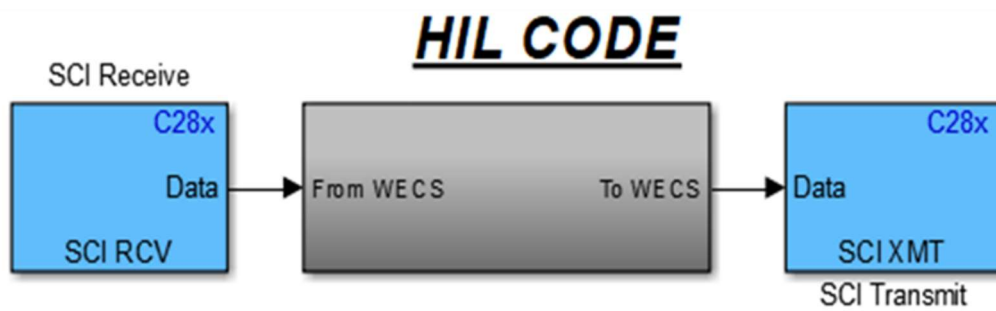 HIL CODE
SCI Receive
C28x
Data
SCI RCV
From WECS
To WECS
C28x
Data
SCI XMT
SCI Transmit